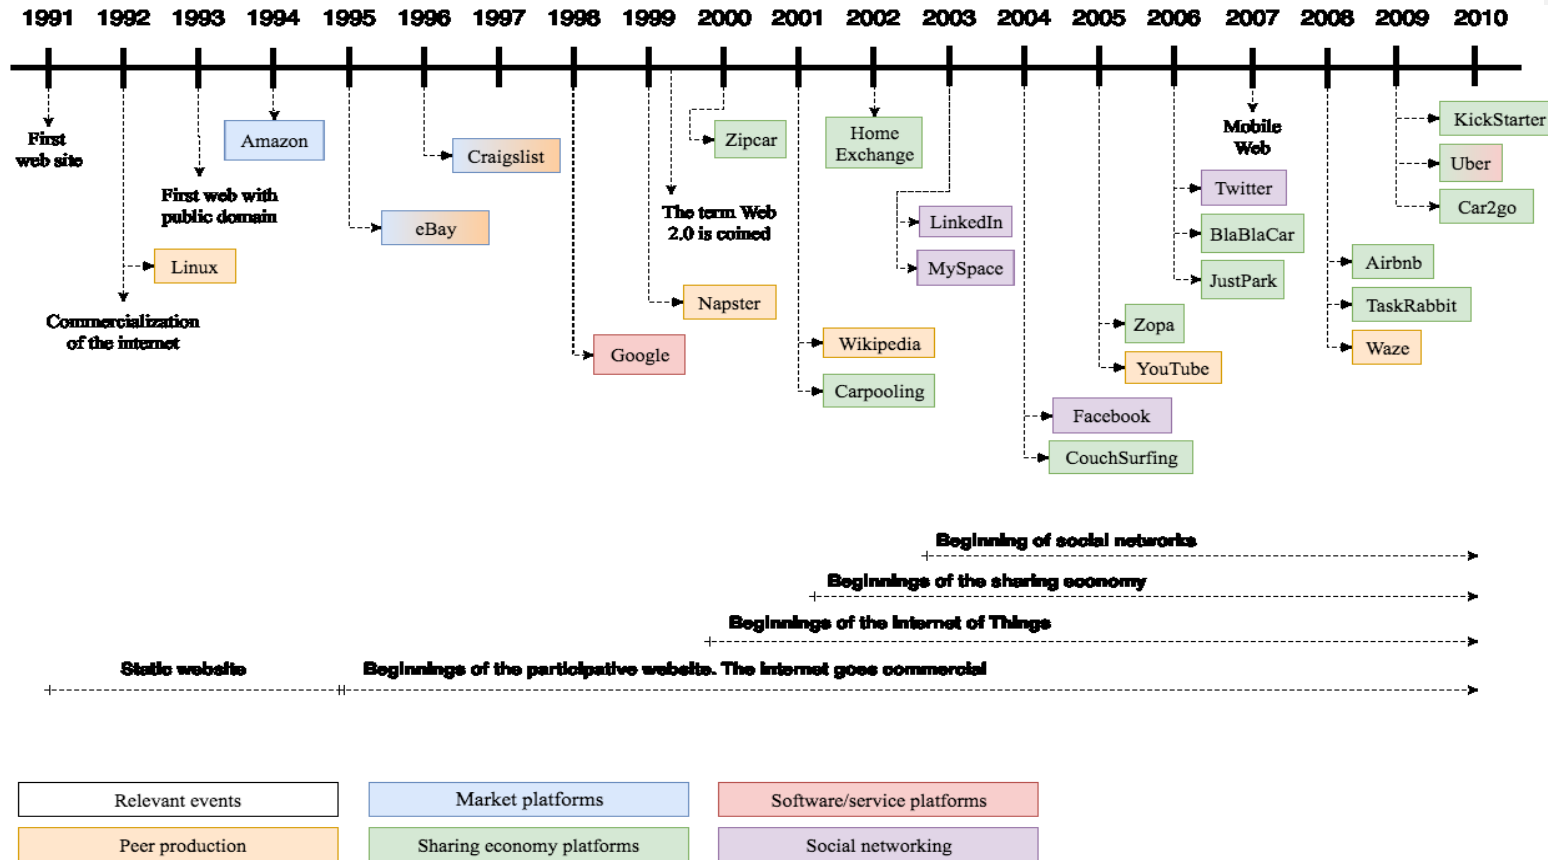 1991 1992 1993 1994 1995 1996 1997 1998 1999 2000 2001 2002 2003 2004 2005 2006 2007 2008 2009 2010
First
web site
Linux
Commercialization
of the internet
First web with
public domain
Amazon
eBay
Craigslist
Google
Napster
The term Web
2.0 is coined
Zipcar
Wikipedia
Carpooling
Home
Exchange
LinkedIn
MySpace
Facebook
CouchSurfing
Zopa
YouTube
Twitter
BlaBlaCar
JustPark
Mobile
Web
Airbnb
TaskRabbit
Waze
KickStarter
Uber
Car2go
Beginning of social networks
Beginnings of the sharing economy
Beginnings of the Internet of Things
Static website
Beginnings of the participative website. The internet goes commercial
Relevant events
Market platforms
Software/service platforms
Peer production
Sharing economy platforms
Social networking